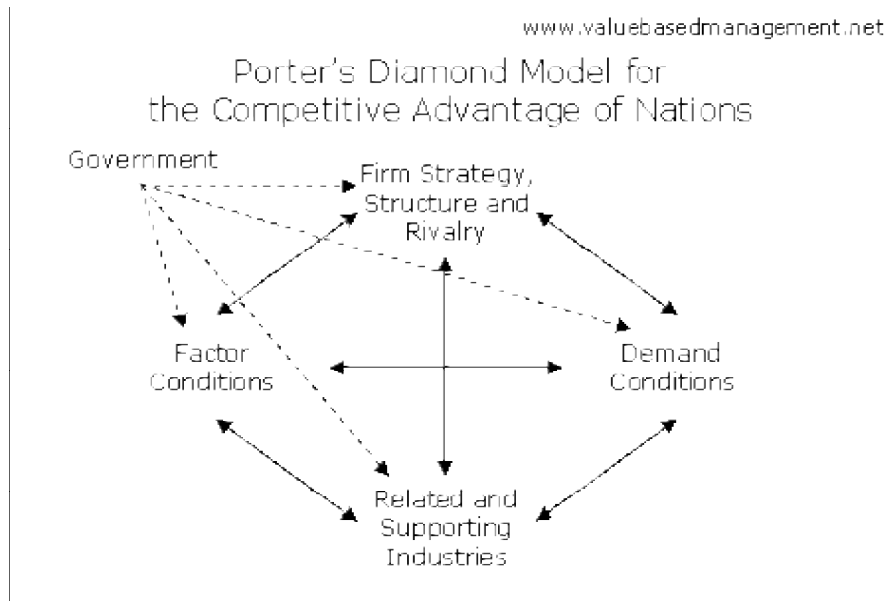 www.valuebasedmanagement.net
Porter's Diamond Model for
the Competitive Advantage of Nations
Government
Firm Strategy,
Structure and
Rivalry
Factor
Conditions
Demand
Conditions
Related and
Supporting
Industries